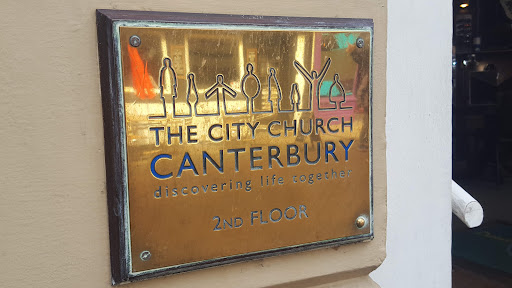 THE CITY CHURCH
CANTERBURY
discovering life together
2ND FLOOR